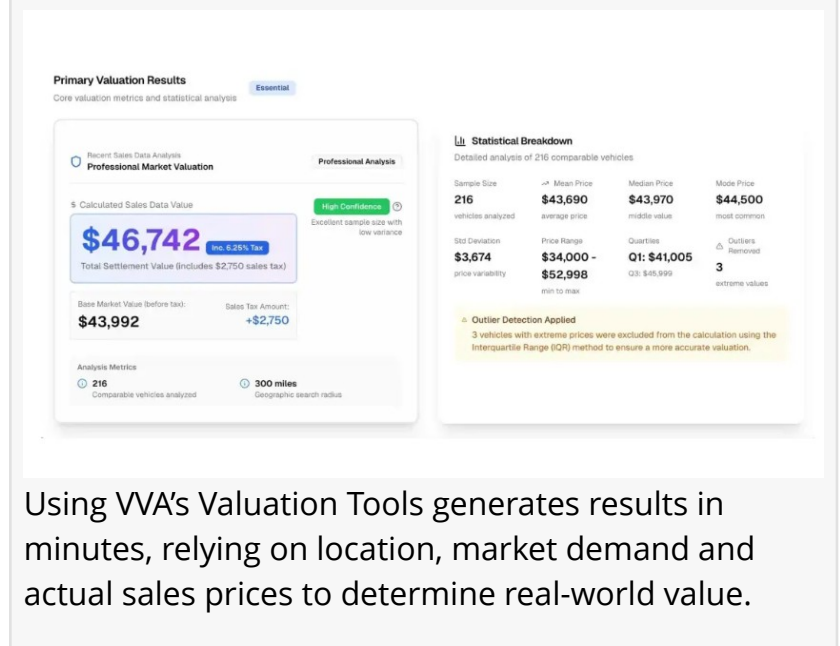 Primary Valuation Results
Essential
Core valuation metrics and statistical analysis
Recent Sales Data Analysis
Professional Market Valuation
Professional Analysis
$ Calculated Sales Data Value
High Confidence
Excellent sample size with
low variance
$46,742
Inc. 6.25% Tax
Total Settlement Value (includes $2,750 sales tax)
Base Market Value (before tax):
$43,992
Sales Tax Amount:
+$2,750
Analysis Metrics
216
Comparable vehicles analyzed
300 miles
Geographic search radius
Statistical Breakdown
Detailed analysis of 216 comparable vehicles
Sample Size
216
vehicles analyzed
Mean Price
$43,690
average price
Median Price
$43,970
middle value
Mode Price
$44,500
most common
Std Deviation
$3,674
price variability
Price Range
$34,000 -
$52,998
min to max
Quartiles
Q1: $41,005
Q3: $45,999
Outliers
Removed
3
extreme values
Outlier Detection Applied
3 vehicles with extreme prices were excluded from the calculation using the
Interquartile Range (IQR) method to ensure a more accurate valuation.
Using VVA’s Valuation Tools generates results in
minutes, relying on location, market demand and
actual sales prices to determine real-world value.